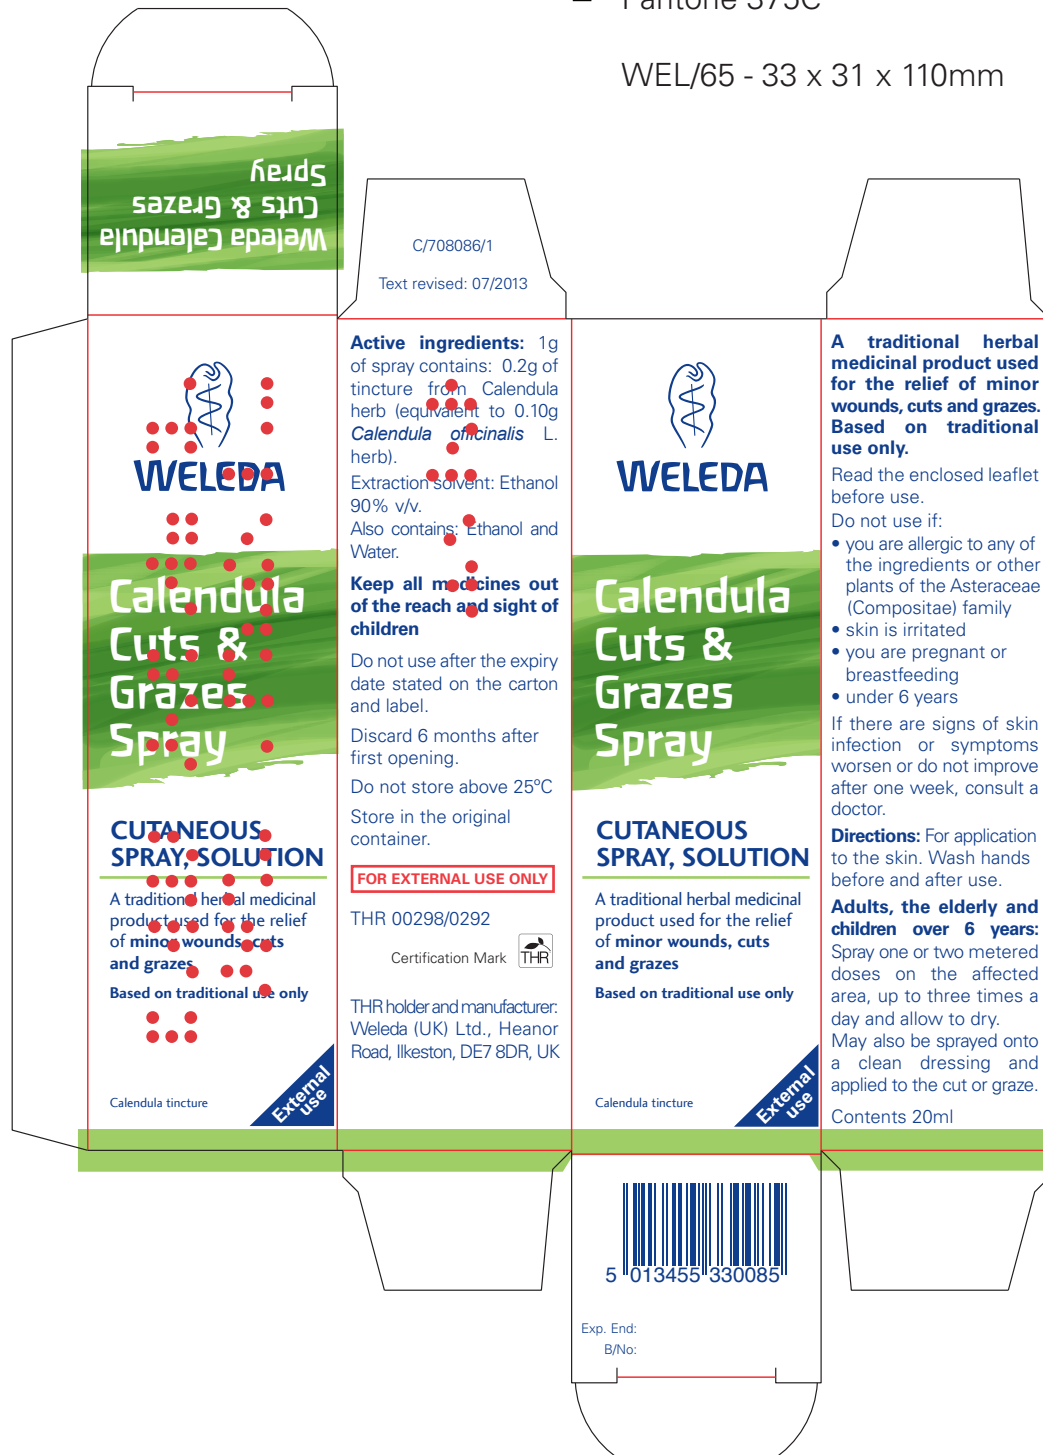 Pantone 375C
WEL/65 - 33 x 31 x 110mm
Weleda Calendula
Cuts & Grazes
Spray
C/708086/1
Text revised: 07/2013
WELEDA
Calendula
Cuts &
Grazes
Spray
CUTANEOUS
SPRAY, SOLUTION
A traditional herbal medicinal
product used for the relief
of minor wounds, cuts
and grazes
Based on traditional use only
Calendula tincture
External
use
Active ingredients: 1g
of spray contains: 0.2g of
tincture from Calendula
herb (equivalent to 0.10g
Calendula officinalis L.
herb).
Extraction solvent: Ethanol
90% v/v.
Also contains: Ethanol and
Water.
Keep all medicines out
of the reach and sight of
children
Do not use after the expiry
date stated on the carton
and label.
Discard 6 months after
first opening.
Do not store above 25ºC
Store in the original
container.
FOR EXTERNAL USE ONLY
THR 00298/0292
Certification Mark THR
THR holder and manufacturer:
Weleda (UK) Ltd., Heanor
Road, Ilkeston, DE7 8DR, UK
WELEDA
Calendula
Cuts &
Grazes
Spray
CUTANEOUS
SPRAY, SOLUTION
A traditional herbal medicinal
product used for the relief
of minor wounds, cuts
and grazes
Based on traditional use only
Calendula tincture
External
use
A traditional herbal
medicinal product used
for the relief of minor
wounds, cuts and grazes.
Based on traditional
use only.
Read the enclosed leaflet
before use.
Do not use if:
• you are allergic to any of
the ingredients or other
plants of the Asteraceae
(Compositae) family
• skin is irritated
• you are pregnant or
breastfeeding
• under 6 years
If there are signs of skin
infection or symptoms
worsen or do not improve
after one week, consult a
doctor.
Directions: For application
to the skin. Wash hands
before and after use.
Adults, the elderly and
children over 6 years:
Spray one or two metered
doses on the affected
area, up to three times a
day and allow to dry.
May also be sprayed onto
a clean dressing and
applied to the cut or graze.
Contents 20ml
5 013455 330085
Exp. End:
B/No: